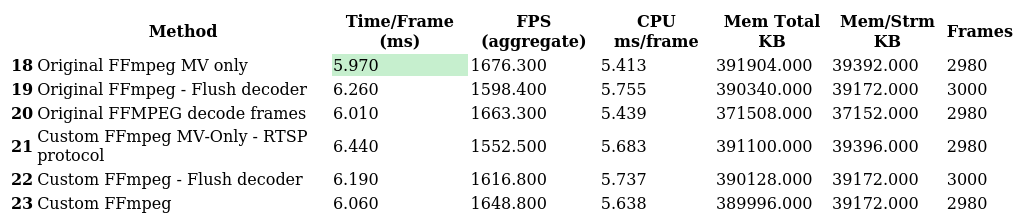 Method Time/Frame (ms) FPS (aggregate) CPU ms/frame Mem Total KB Mem/Strm KB Frames
18 Original FFmpeg MV only 5.970 1676.300 5.413 391904.000 39392.000 2980
19 Original FFmpeg - Flush decoder 6.260 1598.400 5.755 390340.000 39172.000 3000
20 Original FFMPEG decode frames 6.010 1663.300 5.439 371508.000 37152.000 2980
21 Custom FFmpeg MV-Only - RTSP protocol 6.440 1552.500 5.683 391100.000 39396.000 2980
22 Custom FFmpeg - Flush decoder 6.190 1616.800 5.737 390128.000 39172.000 3000
23 Custom FFmpeg 6.060 1648.800 5.638 389996.000 39172.000 2980